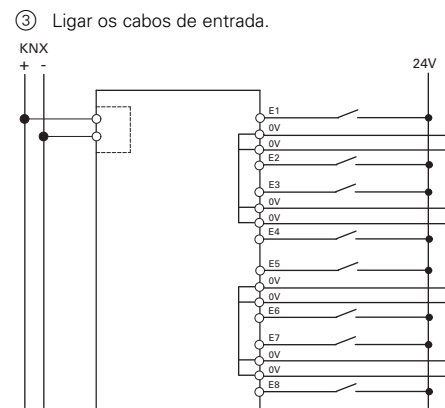 ③ Ligar os cabos de entrada.
KNX
+ -
24V
E1
0V
0V
E2
E3
0V
0V
E4
E5
0V
0V
E6
E7
0V
0V
E8